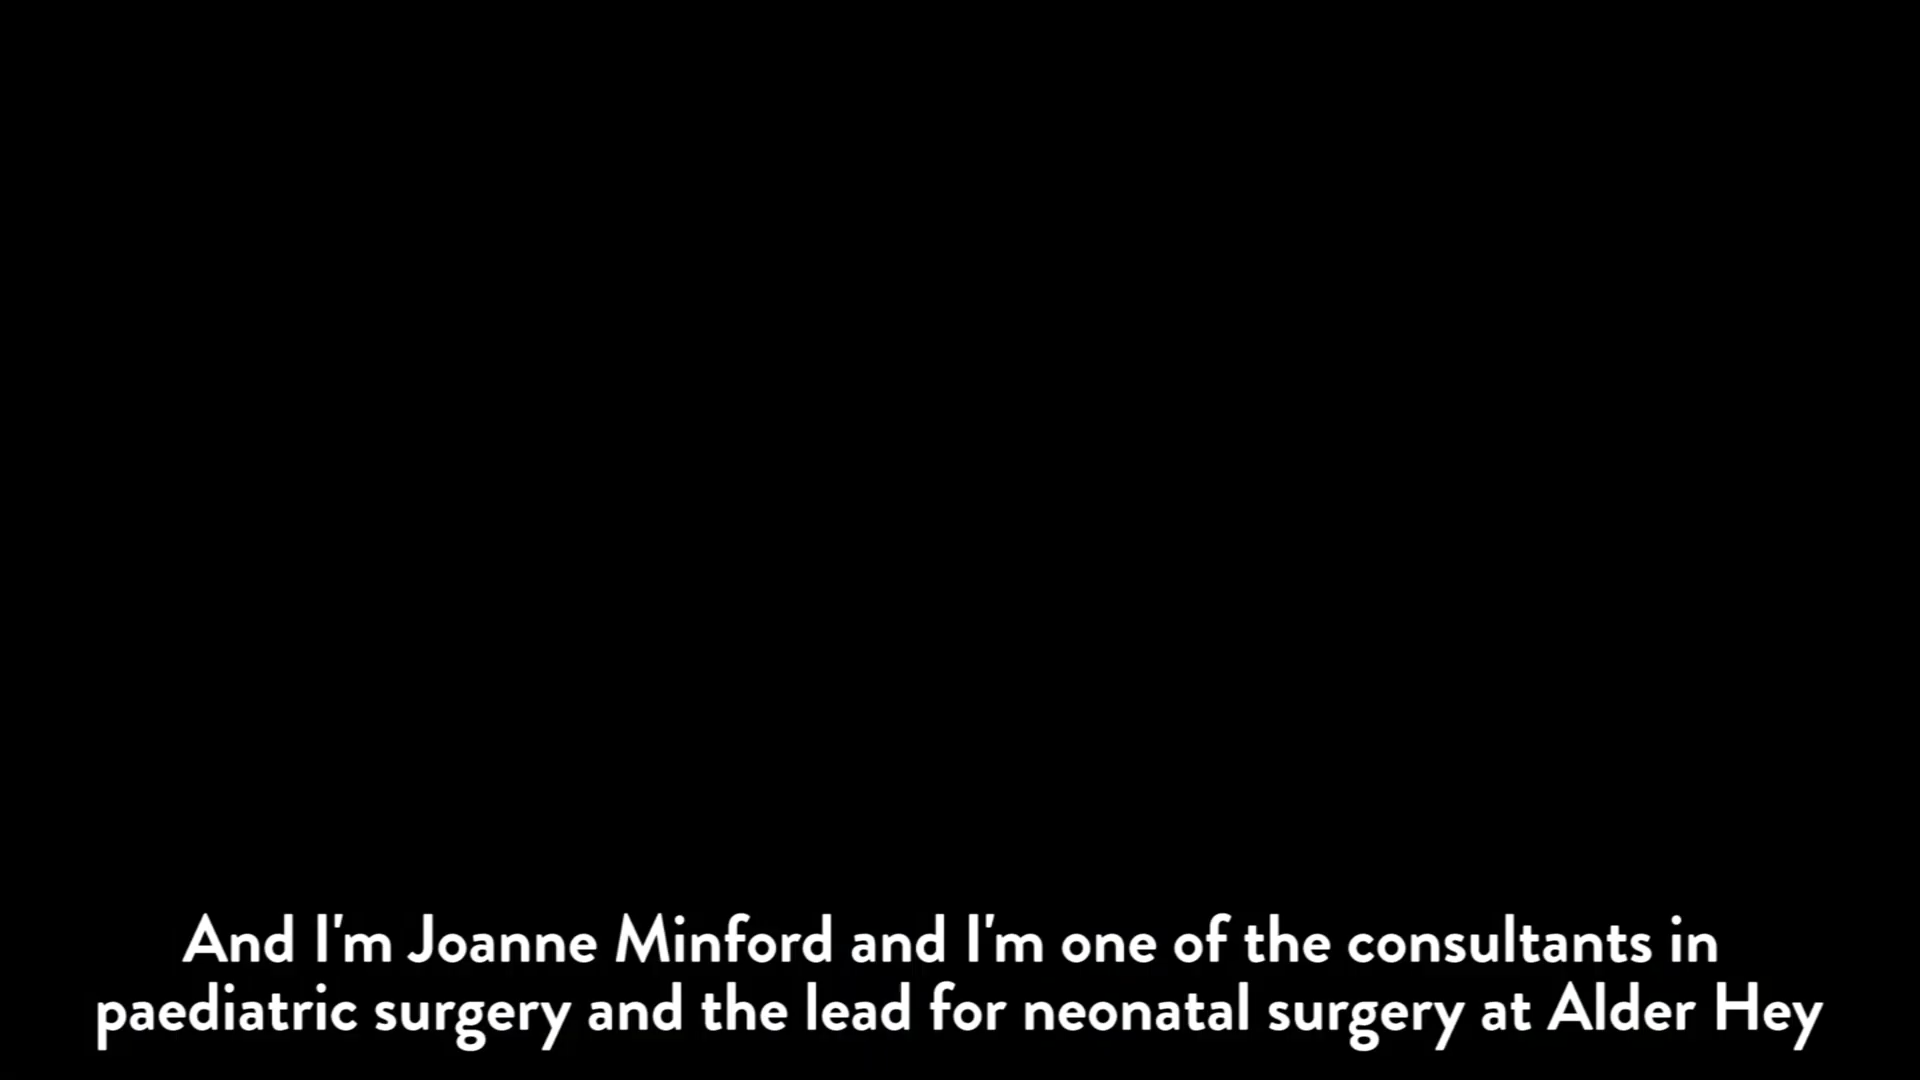 And I'm Joanne Minford and I'm one of the consultants in
paediatric surgery and the lead for neonatal surgery at Alder Hey